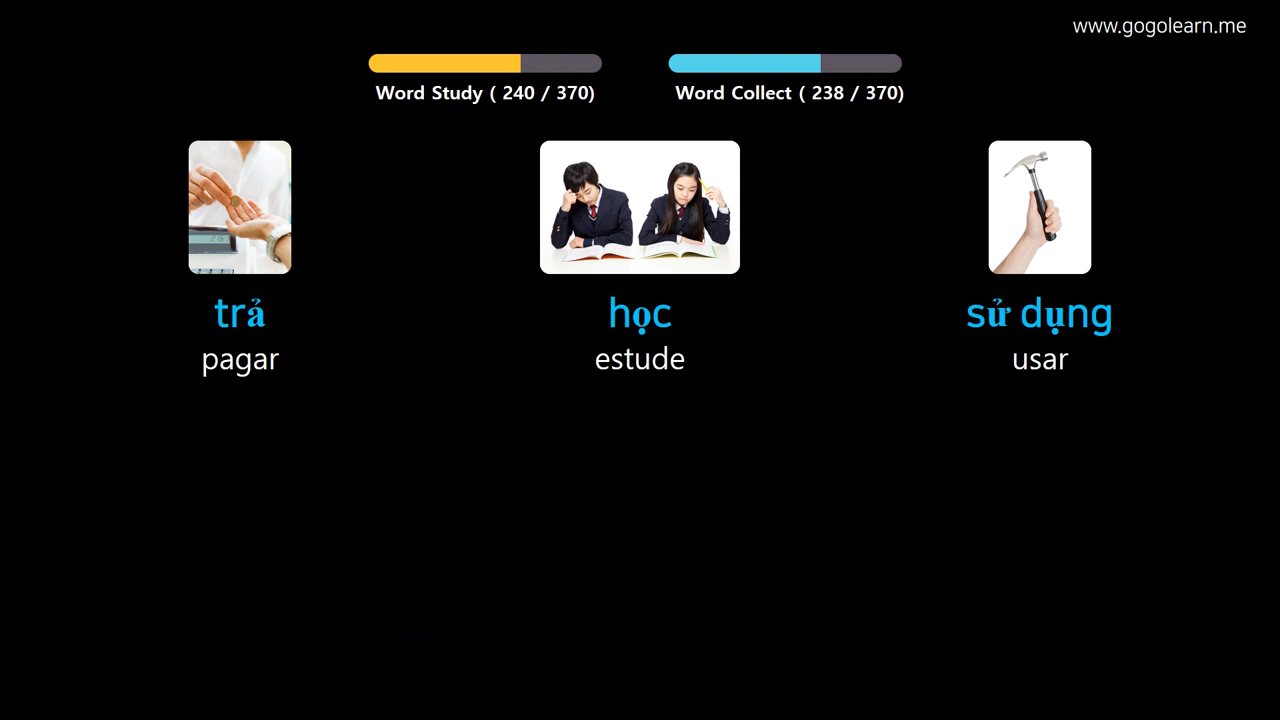 www.gogolearn.me
Word Study ( 240 / 370)
Word Collect ( 238 / 370)
trả
học
sử dụng
pagar
estude
usar